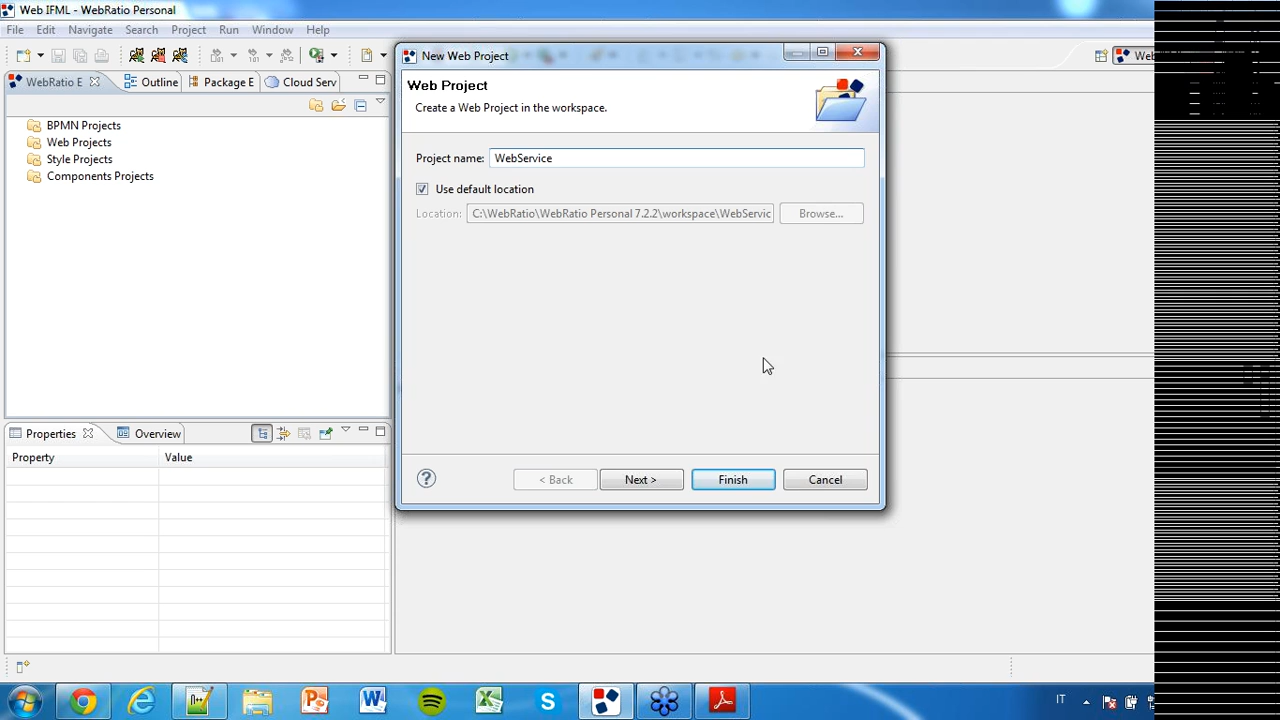 Web IFML - WebRatio Personal
File Edit Navigate Search Project Run Window Help
WebRatio E Outline Package E Cloud Serv
BPMN Projects
Web Projects
Style Projects
Components Projects
Properties Overview
Property Value
New Web Project
Web Project
Create a Web Project in the workspace.
Project name: WebService
Use default location
Location: C:\WebRatio\WebRatio Personal 7.2.2\workspace\WebServic Browse...
< Back Next > Finish Cancel
Web
IT